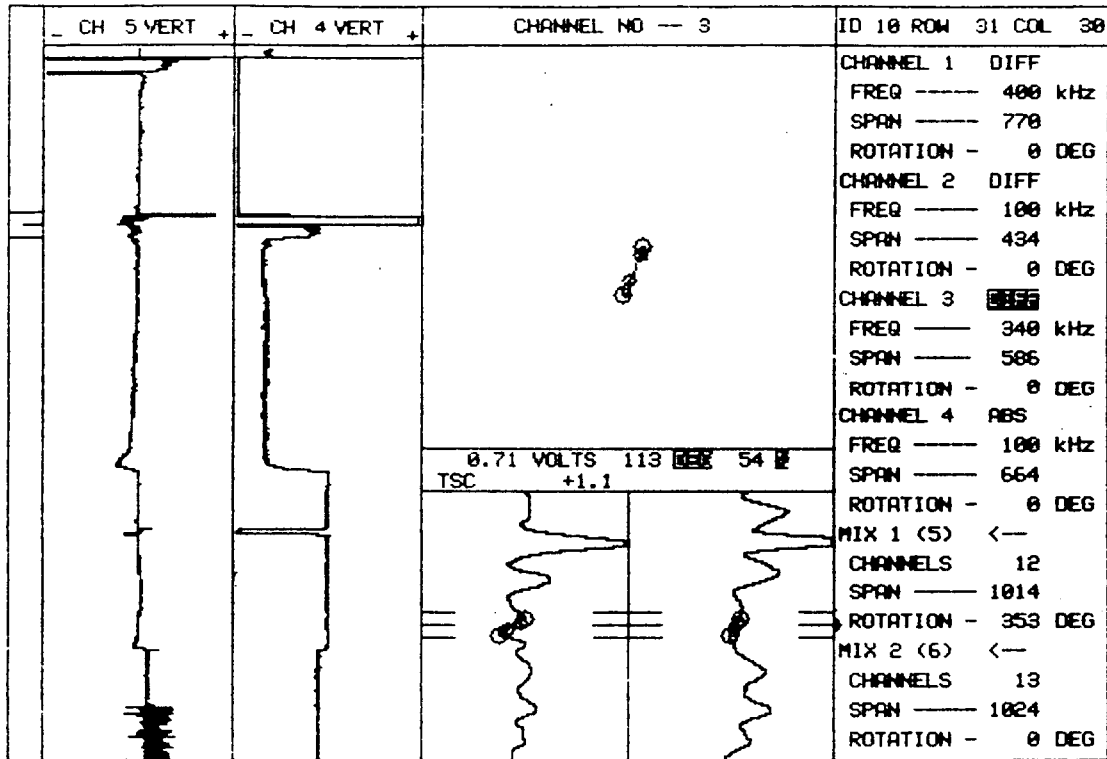 _ CH 5 VERT + _ CH 4 VERT +
CHANNEL NO -- 3
ID 10 ROW 31 COL 30
CHANNEL 1 DIFF
FREQ ----- 400 kHz
SPAN ------ 770
ROTATION - 0 DEG
CHANNEL 2 DIFF
FREQ ----- 100 kHz
SPAN ------ 434
ROTATION - 0 DEG
CHANNEL 3 DIFF
FREQ ----- 340 kHz
SPAN ------ 586
ROTATION - 0 DEG
CHANNEL 4 ABS
FREQ ----- 100 kHz
SPAN ------ 664
ROTATION - 0 DEG
MIX 1 (5) <--
CHANNELS 12
SPAN ------ 1014
ROTATION - 353 DEG
MIX 2 (6) <--
CHANNELS 13
SPAN ------ 1024
ROTATION - 0 DEG
0.71 VOLTS 113 54
TSC +1.1